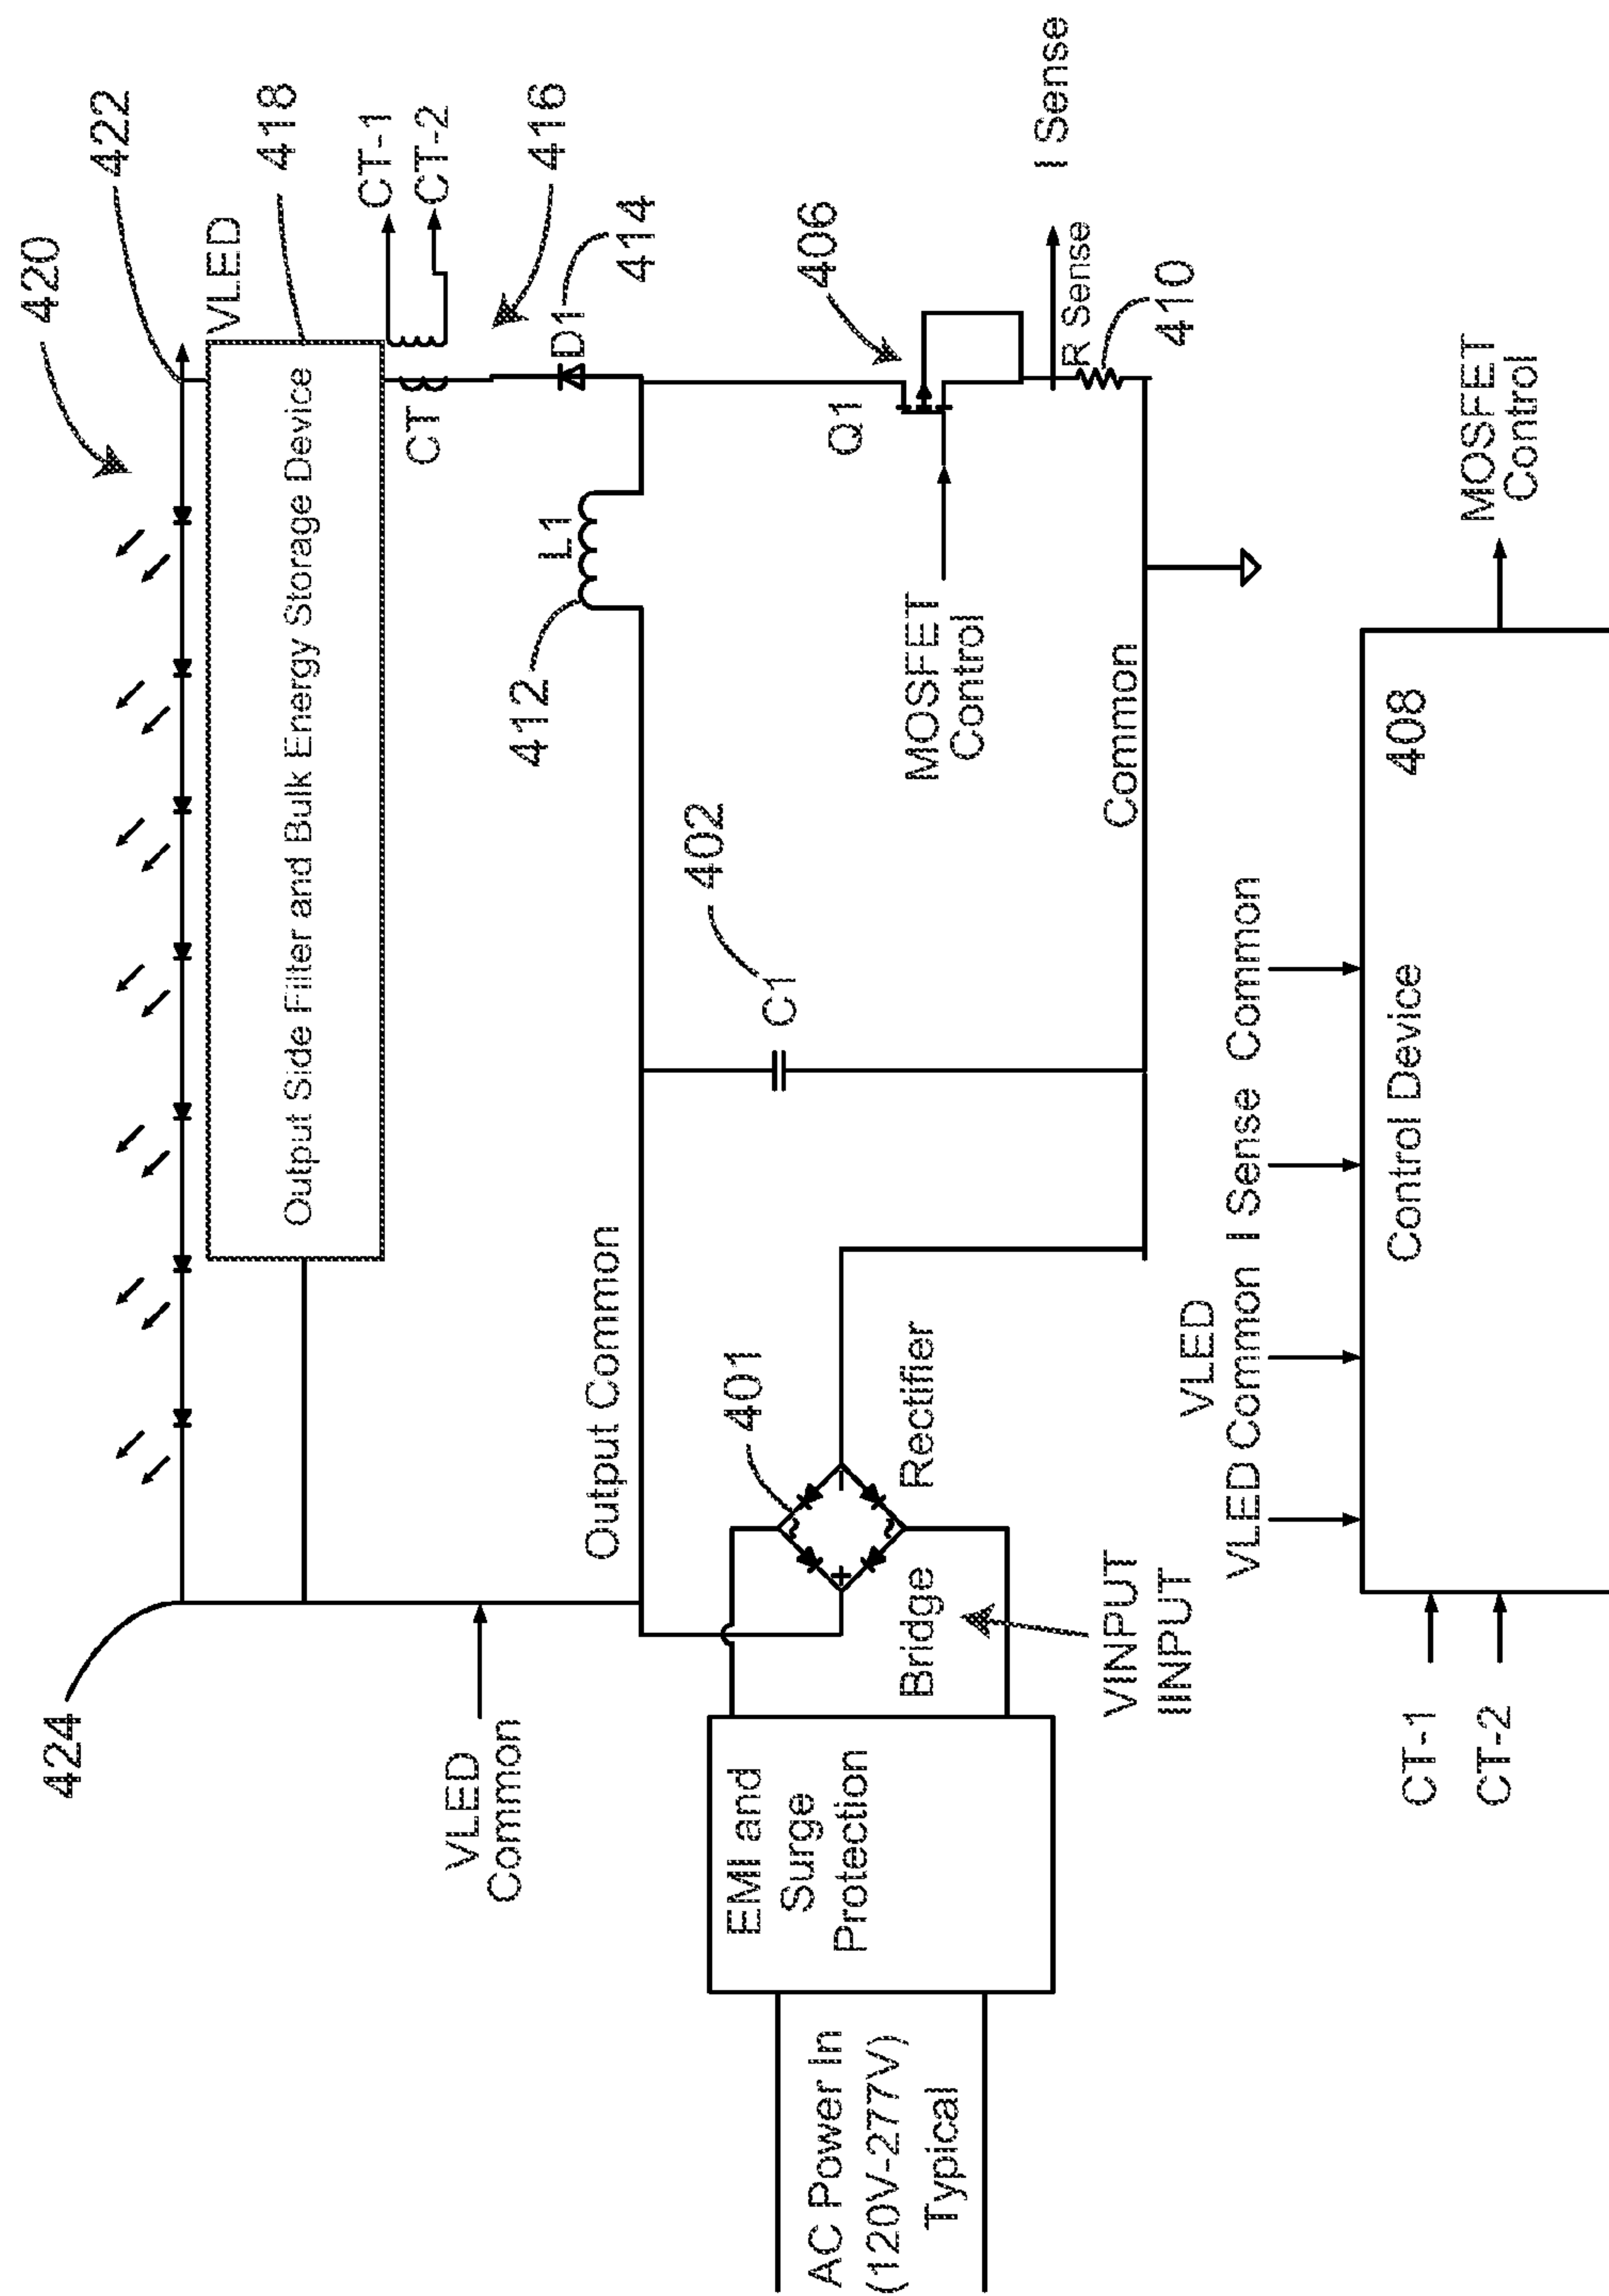 420
422
VLED
418
424
Output Side Filter and Bulk Energy Storage Device
CT-1
CT-2
CT
416
VLED
Common
D1
414
L1
412
Output Common
402
C1
401
406
Q1
MOSFET
Control
I Sense
R Sense
410
Common
EMI and
Surge
Protection
Bridge
Rectifier
+
−
~
~
AC Power In
(120V-277V)
Typical
VINPUT
IINPUT
VLED
VLED Common
I Sense
Common
CT-1
CT-2
Control Device
408
MOSFET
Control